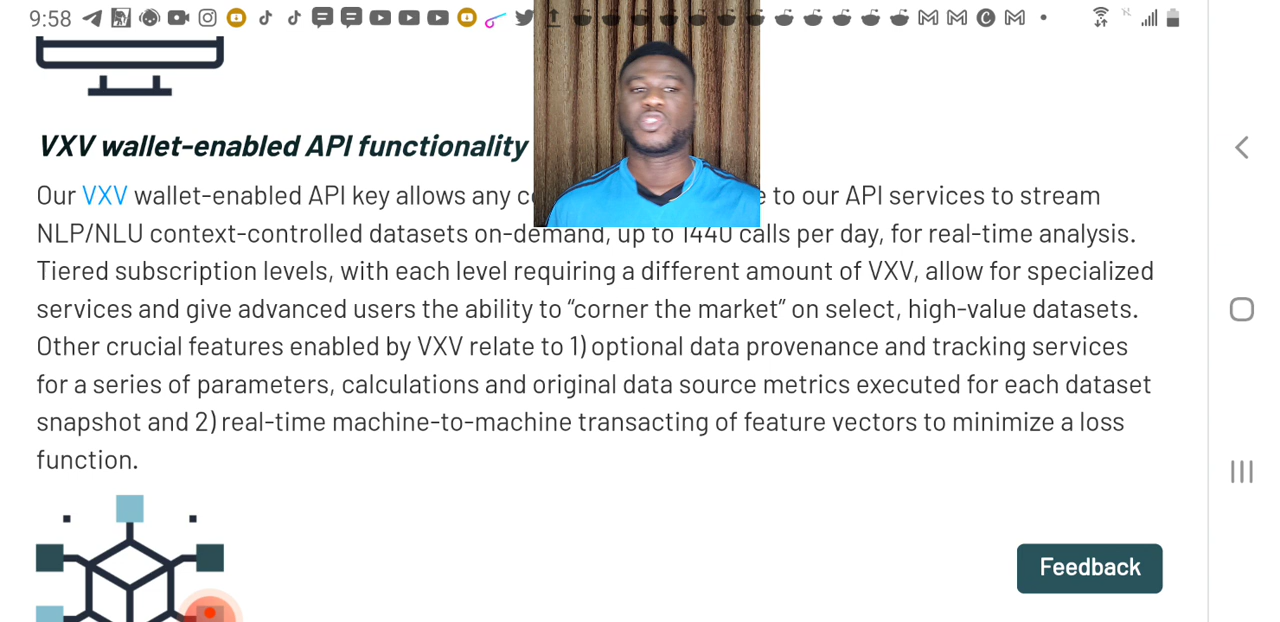 9:58
VXV wallet-enabled API functionality
Our VXV wallet-enabled API key allows any to our API services to stream
NLP/NLU context-controlled datasets on-demand, up to 1440 calls per day, for real-time analysis.
Tiered subscription levels, with each level requiring a different amount of VXV, allow for specialized
services and give advanced users the ability to “corner the market” on select, high-value datasets.
Other crucial features enabled by VXV relate to 1) optional data provenance and tracking services
for a series of parameters, calculations and original data source metrics executed for each dataset
snapshot and 2) real-time machine-to-machine transacting of feature vectors to minimize a loss
function.
Feedback